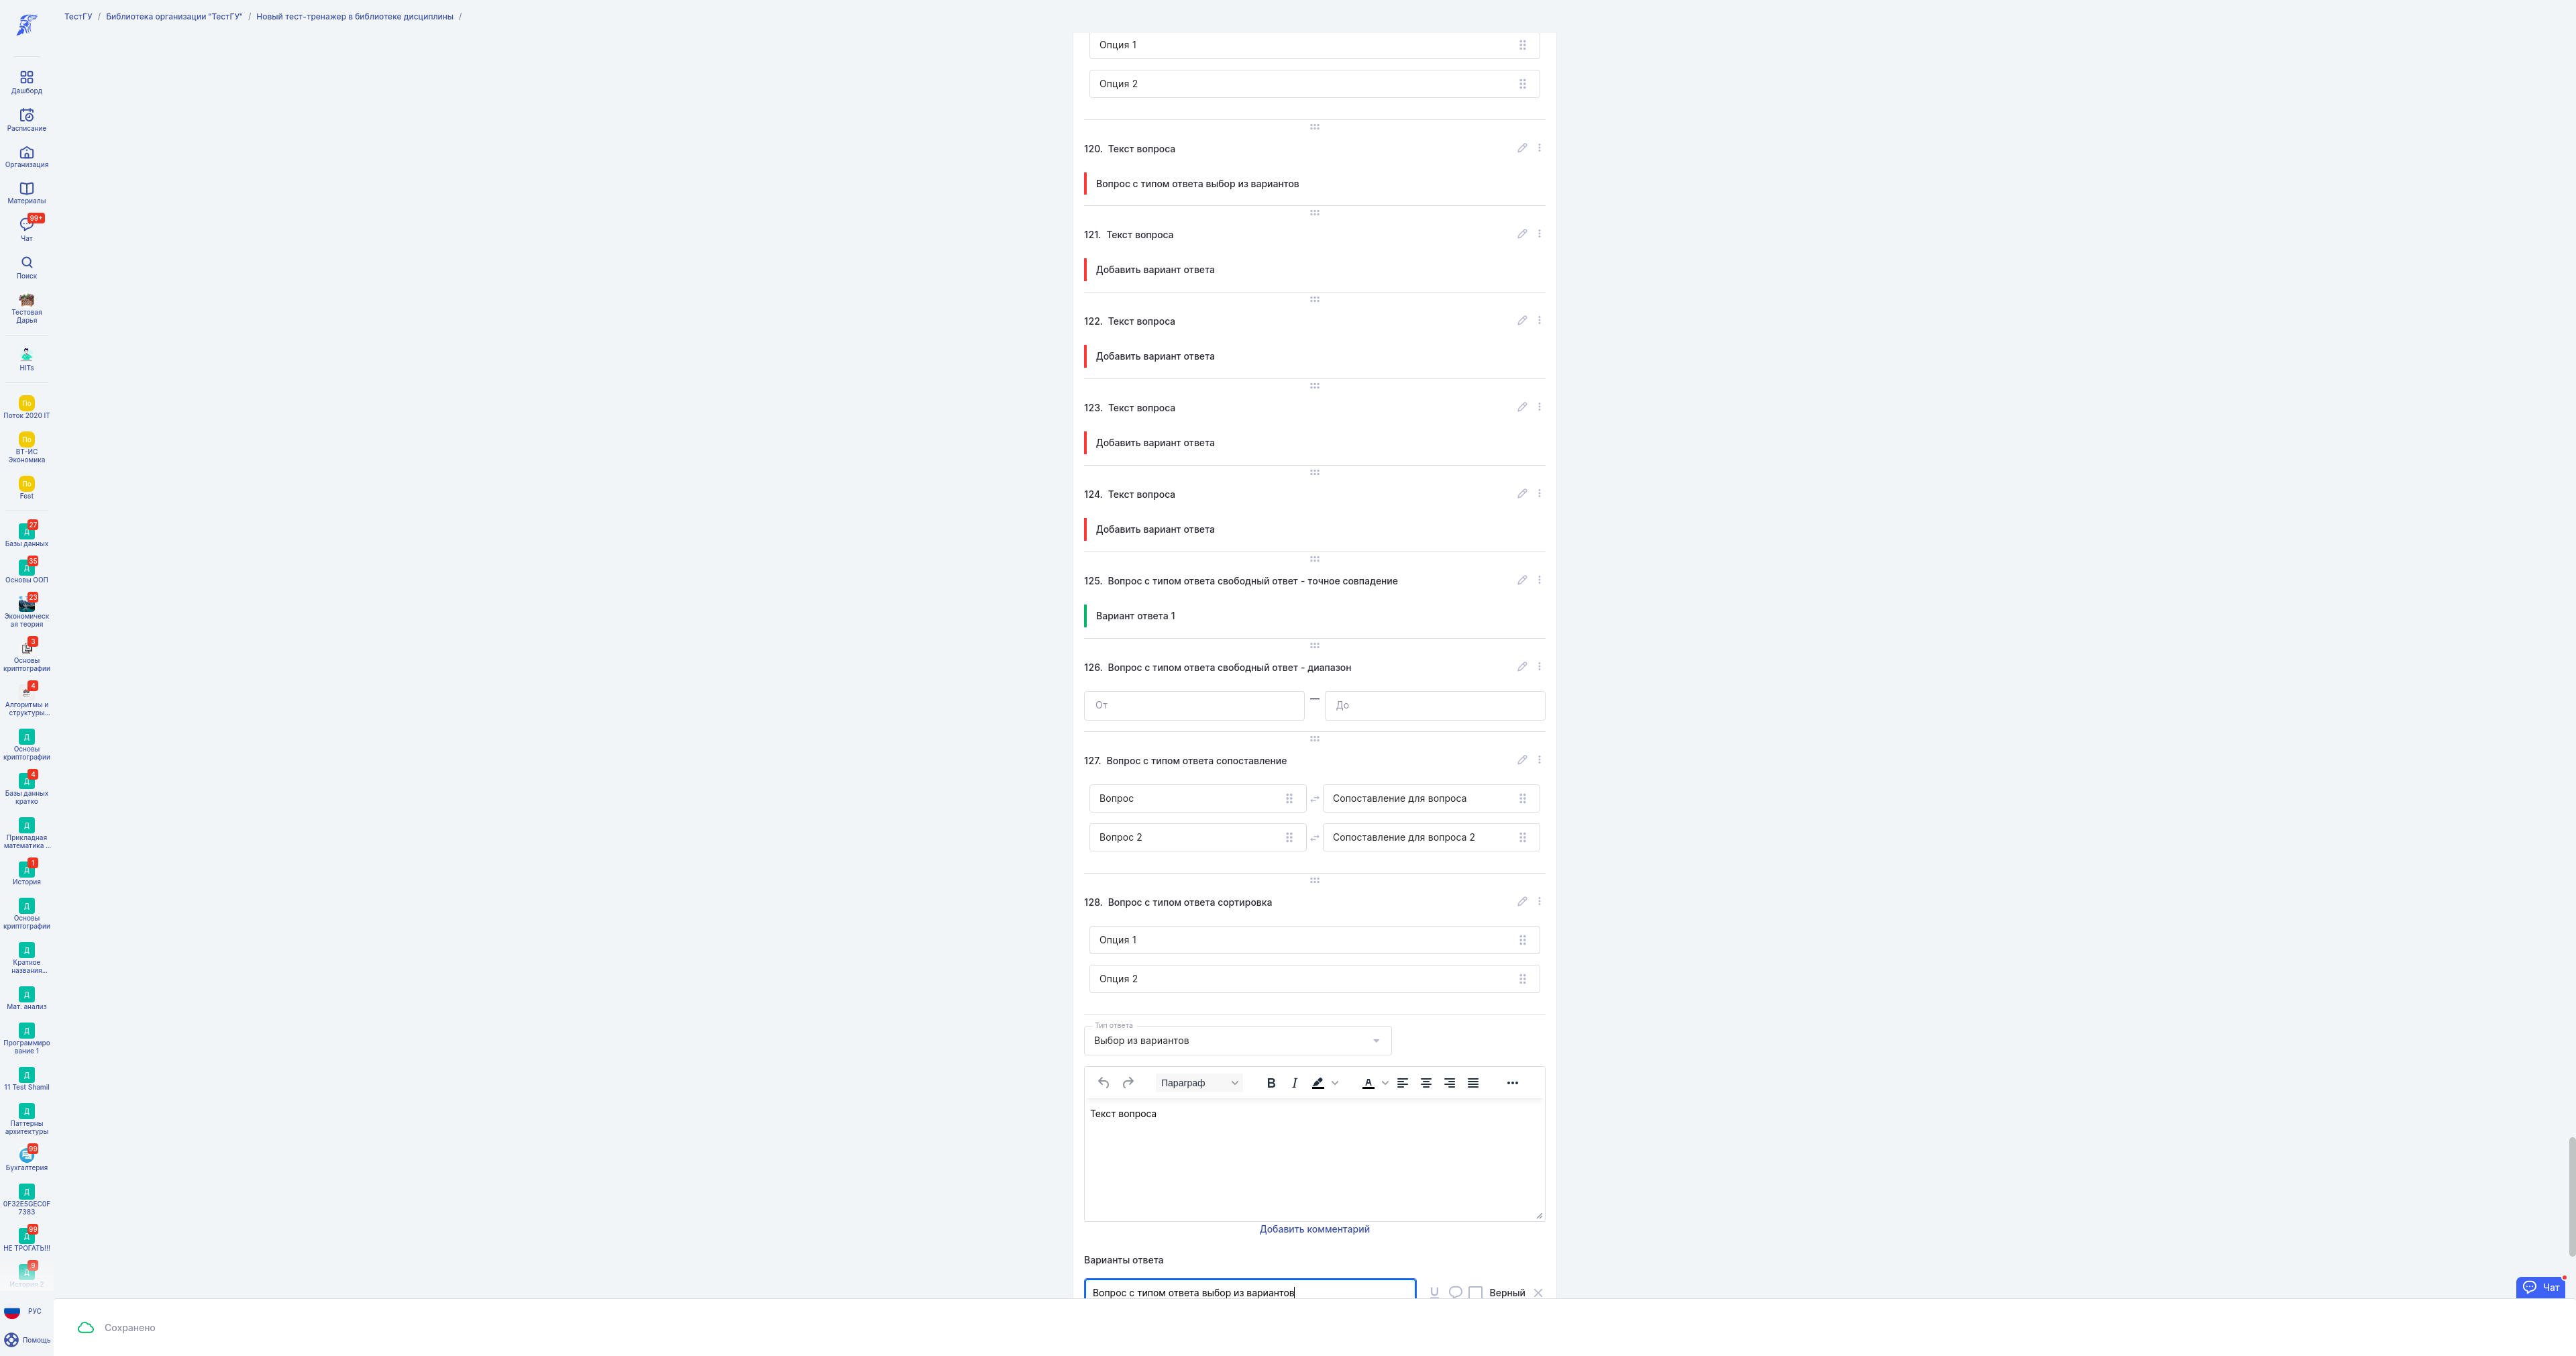 ТестГУ / Библиотека организации "ТестГУ" / Новый тест-тренажер в библиотеке дисциплины /
Дашборд
Расписание
Организация
Материалы
99+
Чат
Поиск
Тестовая
Дарья
HITs
По
Поток 2020 IT
По
ВТ-ИС
Экономика
По
Fest
27
Д
Базы данных
35
Д
Основы ООП
23
Экономическ
ая теория
3
Основы
криптографии
4
Алгоритмы и
структуры...
Д
Основы
криптографии
4
Д
Базы данных
кратко
Д
Прикладная
математика ...
1
Д
История
Д
Основы
криптографии
Д
Краткое
названия...
Д
Мат. анализ
Д
Программиро
вание 1
Д
11 Test Shamil
Д
Паттерны
архитектуры
99
Бухгалтерия
Д
0F32E5GEC0F
7383
99
Д
НЕ ТРОГАТЬ!!!
9
Д
История 2
РУС
Помощь
Опция 1
Опция 2
120. Текст вопроса
Вопрос с типом ответа выбор из вариантов
121. Текст вопроса
Добавить вариант ответа
122. Текст вопроса
Добавить вариант ответа
123. Текст вопроса
Добавить вариант ответа
124. Текст вопроса
Добавить вариант ответа
125. Вопрос с типом ответа свободный ответ - точное совпадение
Вариант ответа 1
126. Вопрос с типом ответа свободный ответ - диапазон
От — До
127. Вопрос с типом ответа сопоставление
Вопрос Сопоставление для вопроса
Вопрос 2 Сопоставление для вопроса 2
128. Вопрос с типом ответа сортировка
Опция 1
Опция 2
Тип ответа
Выбор из вариантов
Параграф B I A
Текст вопроса
Добавить комментарий
Варианты ответа
Вопрос с типом ответа выбор из вариантов Верный
Чат
Сохранено